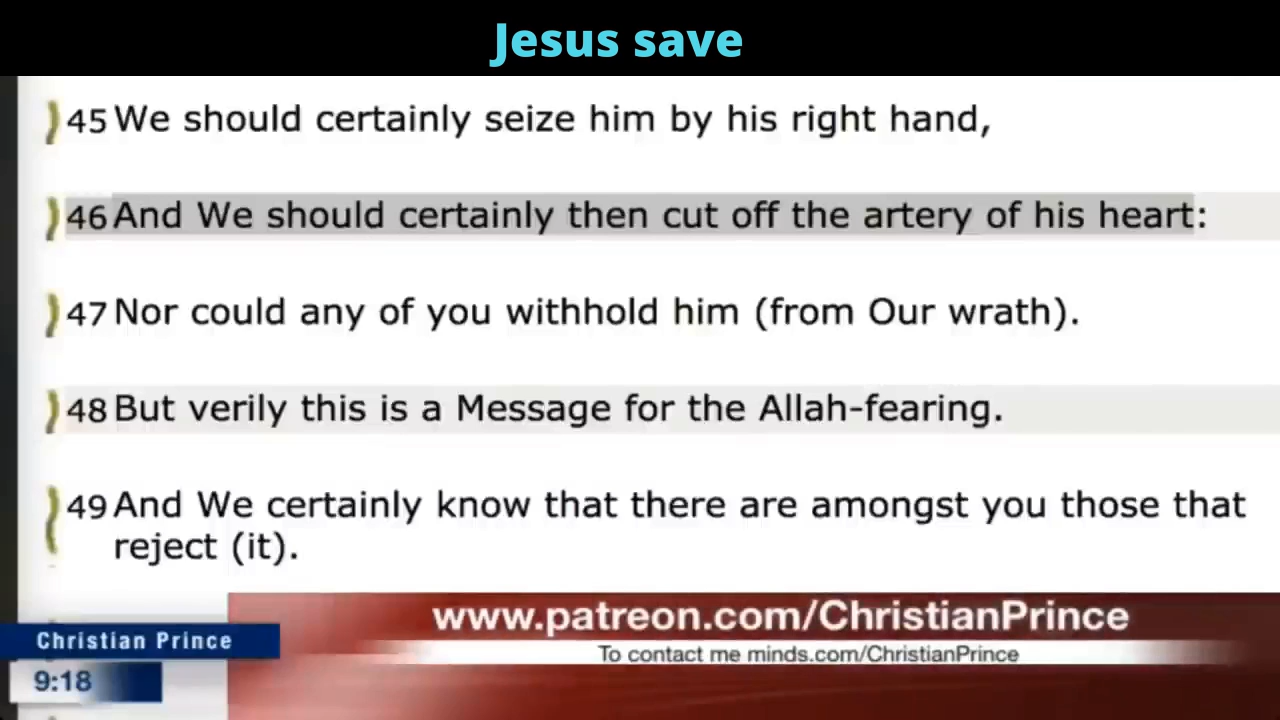 Jesus save
45 We should certainly seize him by his right hand,
46 And We should certainly then cut off the artery of his heart:
47 Nor could any of you withhold him (from Our wrath).
48 But verily this is a Message for the Allah-fearing.
49 And We certainly know that there are amongst you those that
reject (it).
www.patreon.com/ChristianPrince
Christian Prince
To contact me minds.com/ChristianPrince
9:18